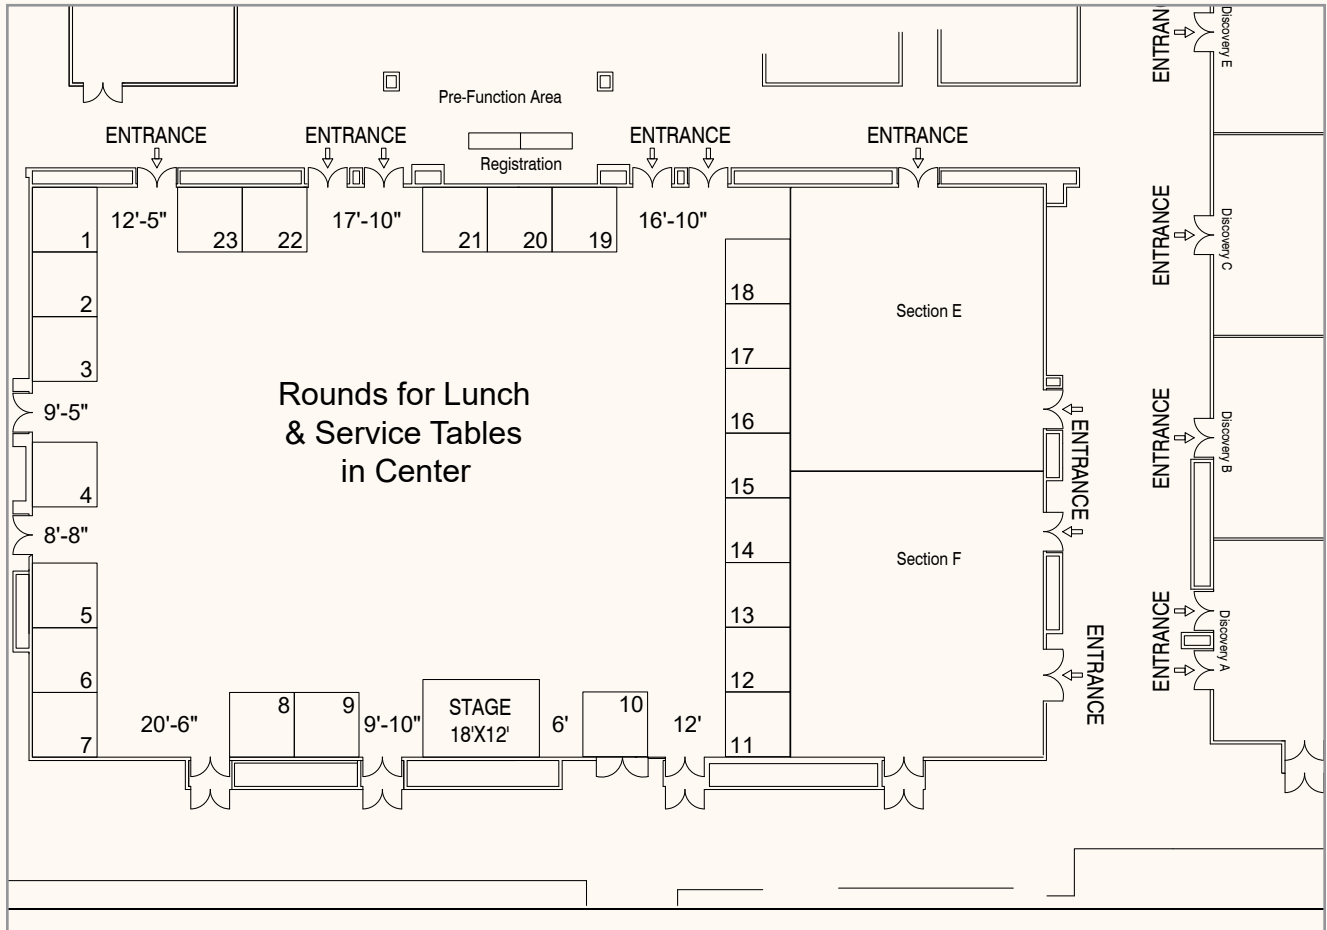 ENTRANCE
Discovery E
Pre-Function Area
ENTRANCE
ENTRANCE
ENTRANCE
ENTRANCE
Registration
12'-5"
17'-10"
16'-10"
1
23
22
21
20
19
2
3
18
17
16
15
14
13
12
11
Section E
ENTRANCE
Discovery C
Rounds for Lunch
& Service Tables
in Center
9'-5"
4
8'-8"
5
6
7
ENTRANCE
ENTRANCE
Discovery B
Section F
ENTRANCE
ENTRANCE
Discovery A
20'-6"
8
9
9'-10"
STAGE
18'X12'
6'
10
12'